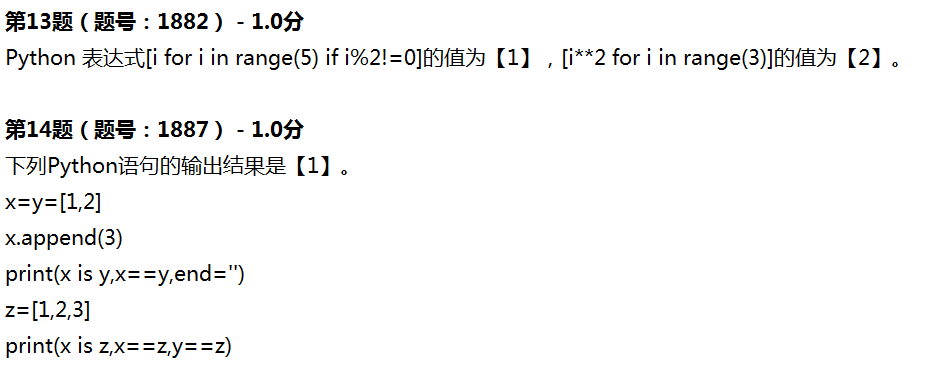 第13题（题号：1882） - 1.0分
Python 表达式[i for i in range(5) if i%2!=0]的值为【1】，[i**2 for i in range(3)]的值为【2】。
第14题（题号：1887） - 1.0分
下列Python语句的输出结果是【1】。
x=y=[1,2]
x.append(3)
print(x is y,x==y,end='')
z=[1,2,3]
print(x is z,x==z,y==z)